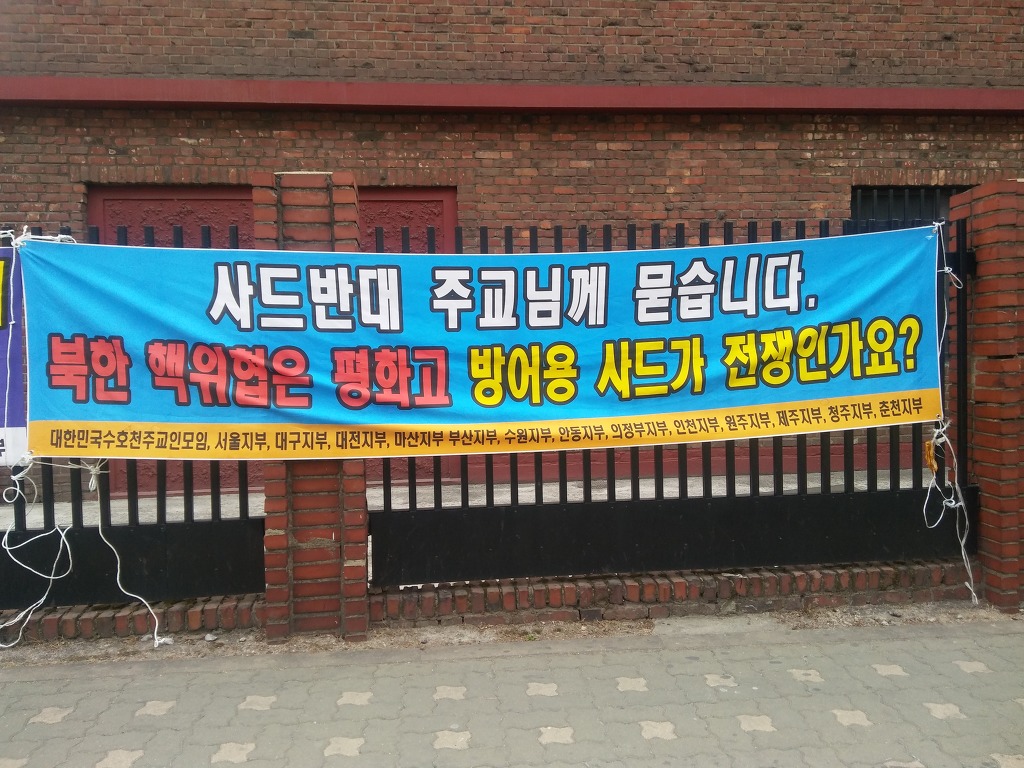 사드반대 주교님께 묻습니다.
북한 핵위협은 평화고 방어용 사드가 전쟁인가요?
대한민국수호천주교인모임, 서울지부, 대구지부, 대전지부, 마산지부 부산지부, 수원지부, 안동지부, 의정부지부, 인천지부, 원주지부, 제주지부, 청주지부, 춘천지부